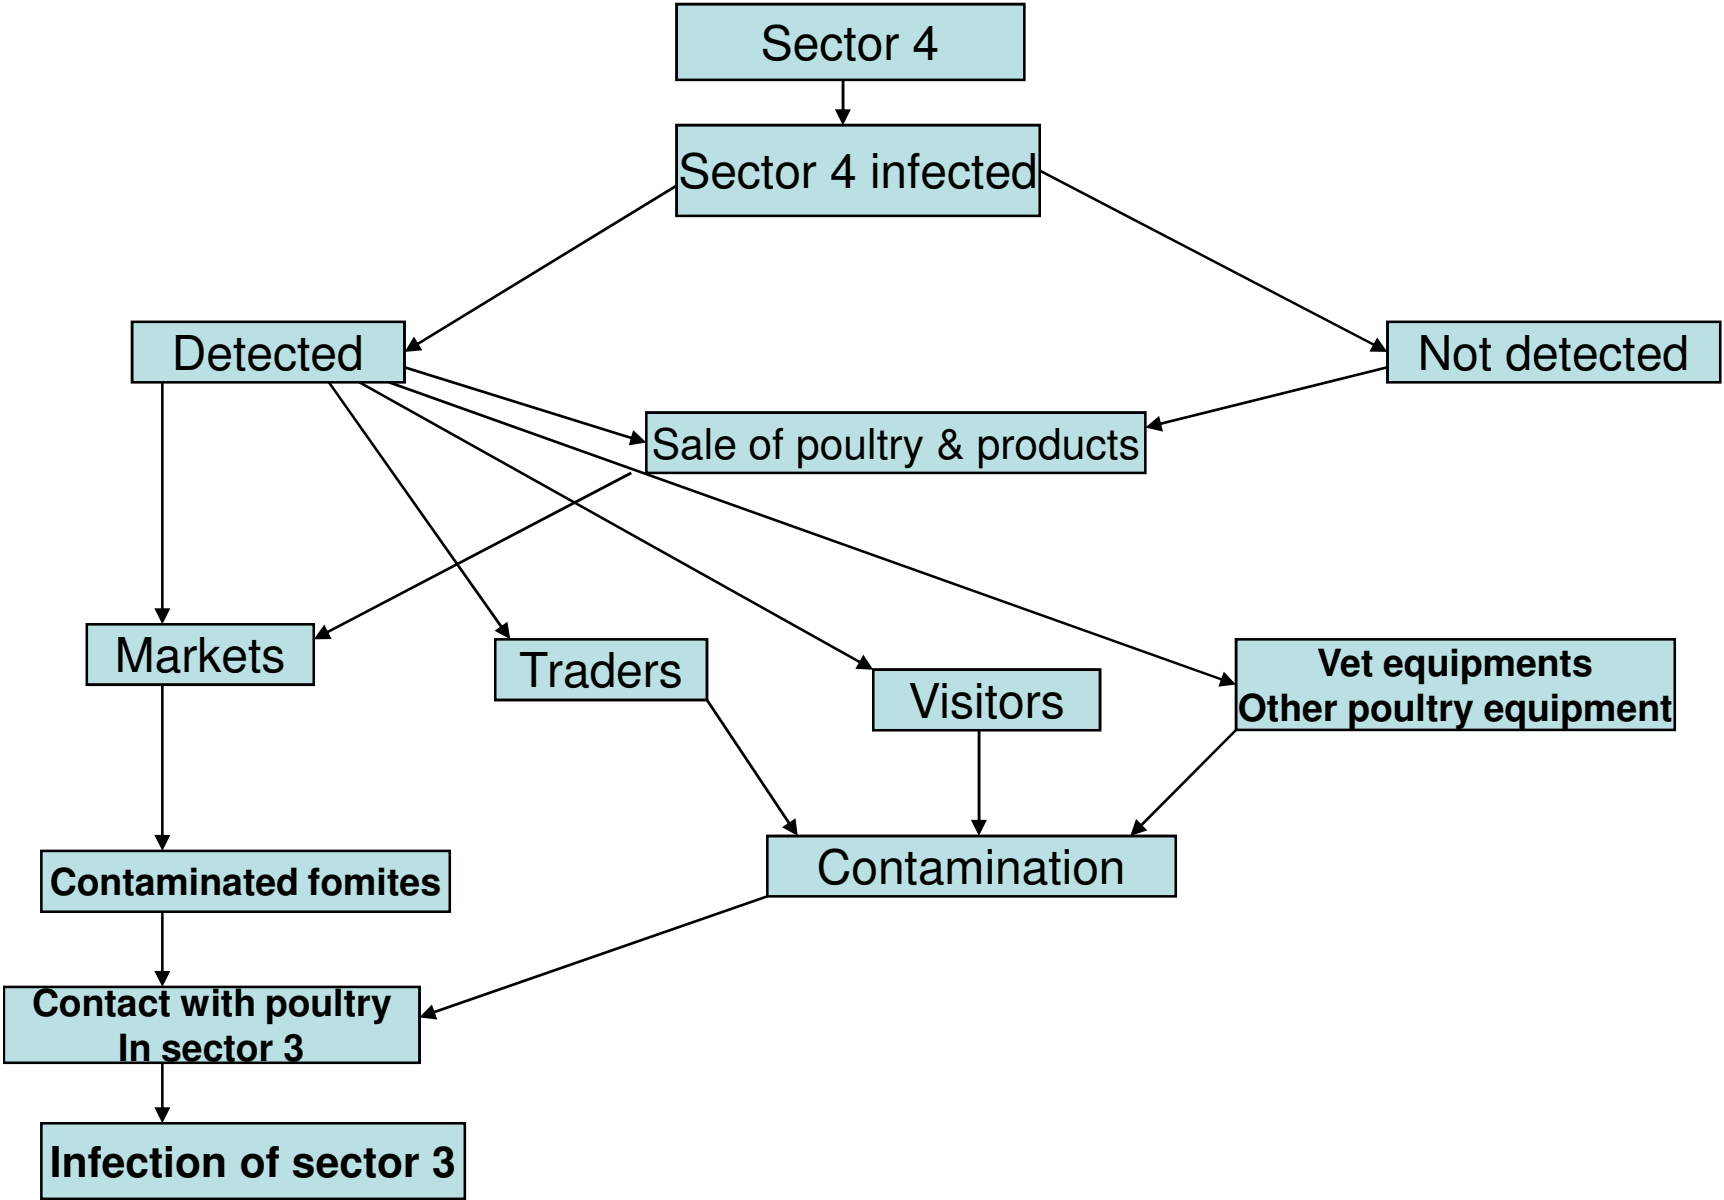 Sector 4
Sector 4 infected
Detected
Not detected
Sale of poultry & products
Markets
Traders
Visitors
Vet equipments
Other poultry equipment
Contamination
Contaminated fomites
Contact with poultry
In sector 3
Infection of sector 3